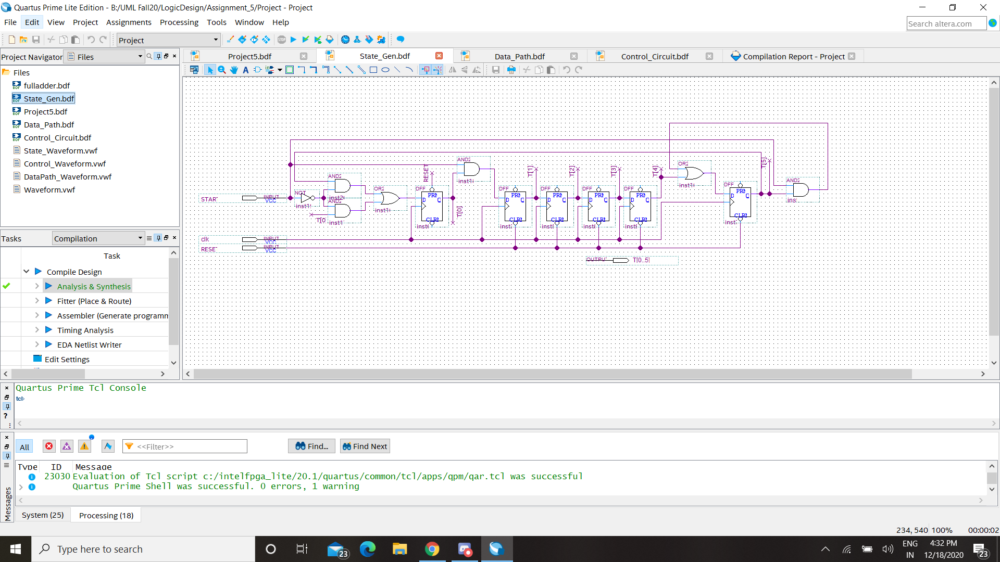 Quartus Prime Lite Edition - B:/UML Fall20/LogicDesign/Assignment_5/Project - Project
File Edit View Project Assignments Processing Tools Window Help
Search altera.com
Project
Project Navigator Files
Files
fulladder.bdf
State_Gen.bdf
Project5.bdf
Data_Path.bdf
Control_Circuit.bdf
State_Waveform.vwf
Control_Waveform.vwf
DataPath_Waveform.vwf
Waveform.vwf
Tasks Compilation
Task
Compile Design
Analysis & Synthesis
Fitter (Place & Route)
Assembler (Generate programm
Timing Analysis
EDA Netlist Writer
Edit Settings
Project5.bdf State_Gen.bdf Data_Path.bdf Control_Circuit.bdf Compilation Report - Project
STAR
INPUT
VCC
NOT
inst1
AND2
AND2
inst1
T[0
OR2
inst1
RESET
DFF
PRN
D
CLRN
inst
T[0]
AND2
inst1
DFF
PRN
D
CLRN
inst
T[1]
DFF
PRN
D
CLRN
inst
T[2]
DFF
PRN
D
CLRN
inst
T[3]
DFF
PRN
D
CLRN
inst
T[4]
OR2
inst1
DFF
PRN
D
CLRN
inst
T[5]
AND2
ins
clk
INPUT
VCC
RESE
INPUT
VCC
OUTPUT
T[0..5]
Quartus Prime Tcl Console
tcl>
All
<<Filter>>
Find...
Find Next
Type ID Message
23030 Evaluation of Tcl script c:/intelfpga_lite/20.1/quartus/common/tcl/apps/qpm/qar.tcl was successful
Quartus Prime Shell was successful. 0 errors, 1 warning
Messages
System (25) Processing (18)
234, 540 100% 00:00:02
Type here to search
23
ENG
IN
4:32 PM
12/18/2020
23